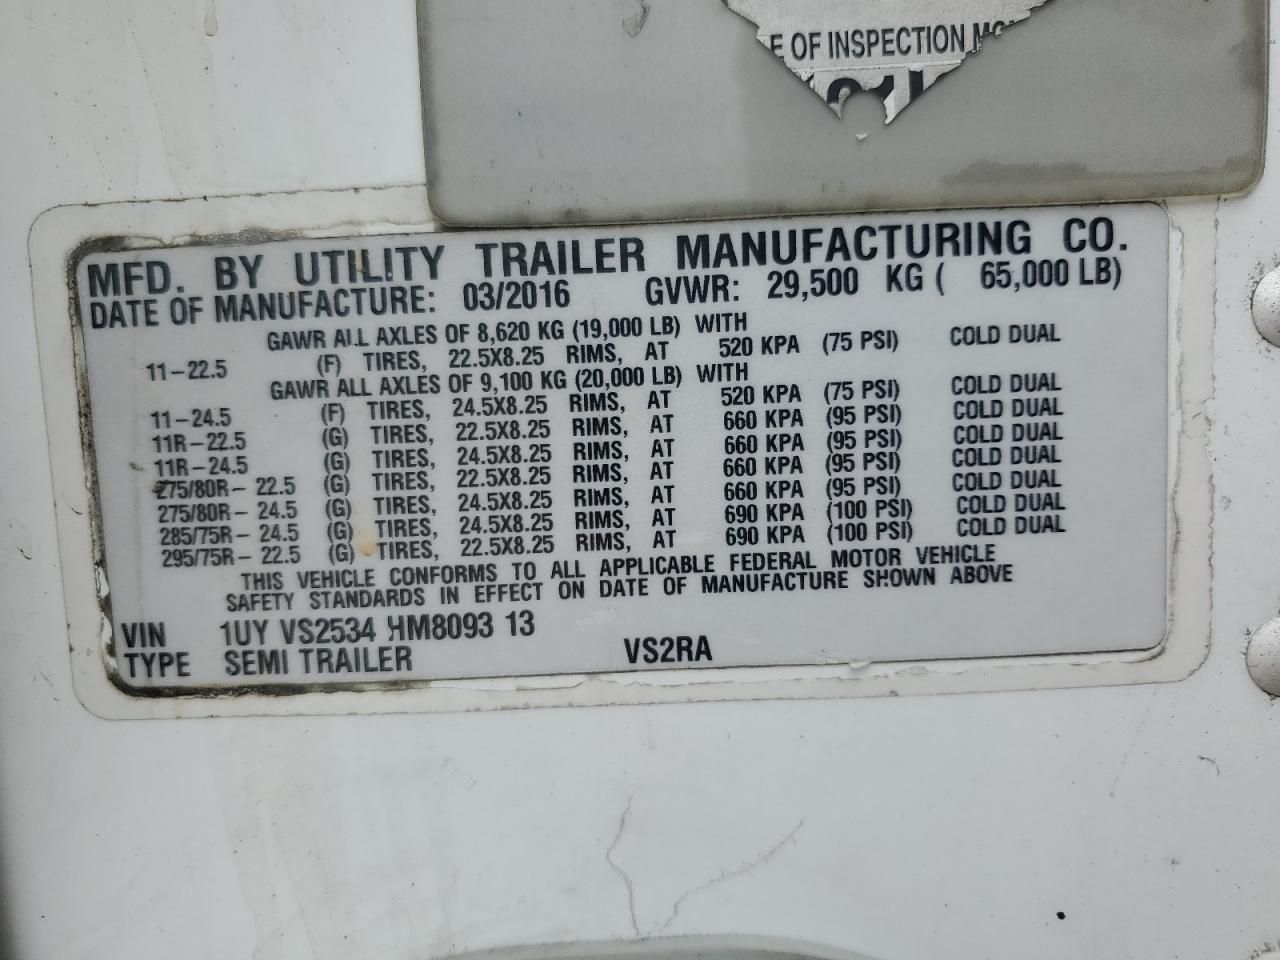 E OF INSPECTION
MFD. BY UTILITY TRAILER MANUFACTURING CO.
DATE OF MANUFACTURE: 03/2016 GVWR: 29,500 KG ( 65,000 LB)
GAWR ALL AXLES OF 8,620 KG (19,000 LB) WITH
11-22.5 (F) TIRES, 22.5X8.25 RIMS, AT 520 KPA (75 PSI) COLD DUAL
GAWR ALL AXLES OF 9,100 KG (20,000 LB) WITH
11-24.5 (F) TIRES, 24.5X8.25 RIMS, AT 520 KPA (75 PSI) COLD DUAL
11R-22.5 (G) TIRES, 22.5X8.25 RIMS, AT 660 KPA (95 PSI) COLD DUAL
11R-24.5 (G) TIRES, 24.5X8.25 RIMS, AT 660 KPA (95 PSI) COLD DUAL
275/80R- 22.5 (G) TIRES, 22.5X8.25 RIMS, AT 660 KPA (95 PSI) COLD DUAL
275/80R- 24.5 (G) TIRES, 24.5X8.25 RIMS, AT 660 KPA (95 PSI) COLD DUAL
285/75R- 24.5 (G) TIRES, 24.5X8.25 RIMS, AT 690 KPA (100 PSI) COLD DUAL
295/75R- 22.5 (G) TIRES, 22.5X8.25 RIMS, AT 690 KPA (100 PSI) COLD DUAL
THIS VEHICLE CONFORMS TO ALL APPLICABLE FEDERAL MOTOR VEHICLE
SAFETY STANDARDS IN EFFECT ON DATE OF MANUFACTURE SHOWN ABOVE
VIN 1UY VS2534 HM8093 13
TYPE SEMI TRAILER VS2RA